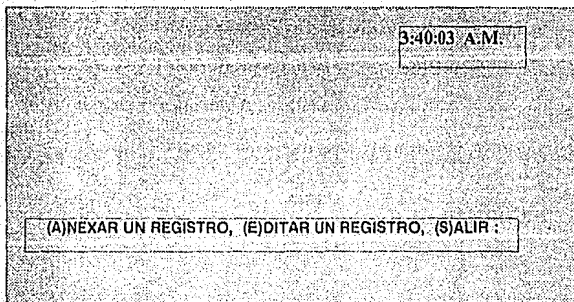 3:40:03 A.M.
(A)NEXAR UN REGISTRO, (E)DITAR UN REGISTRO, (S)ALIR :